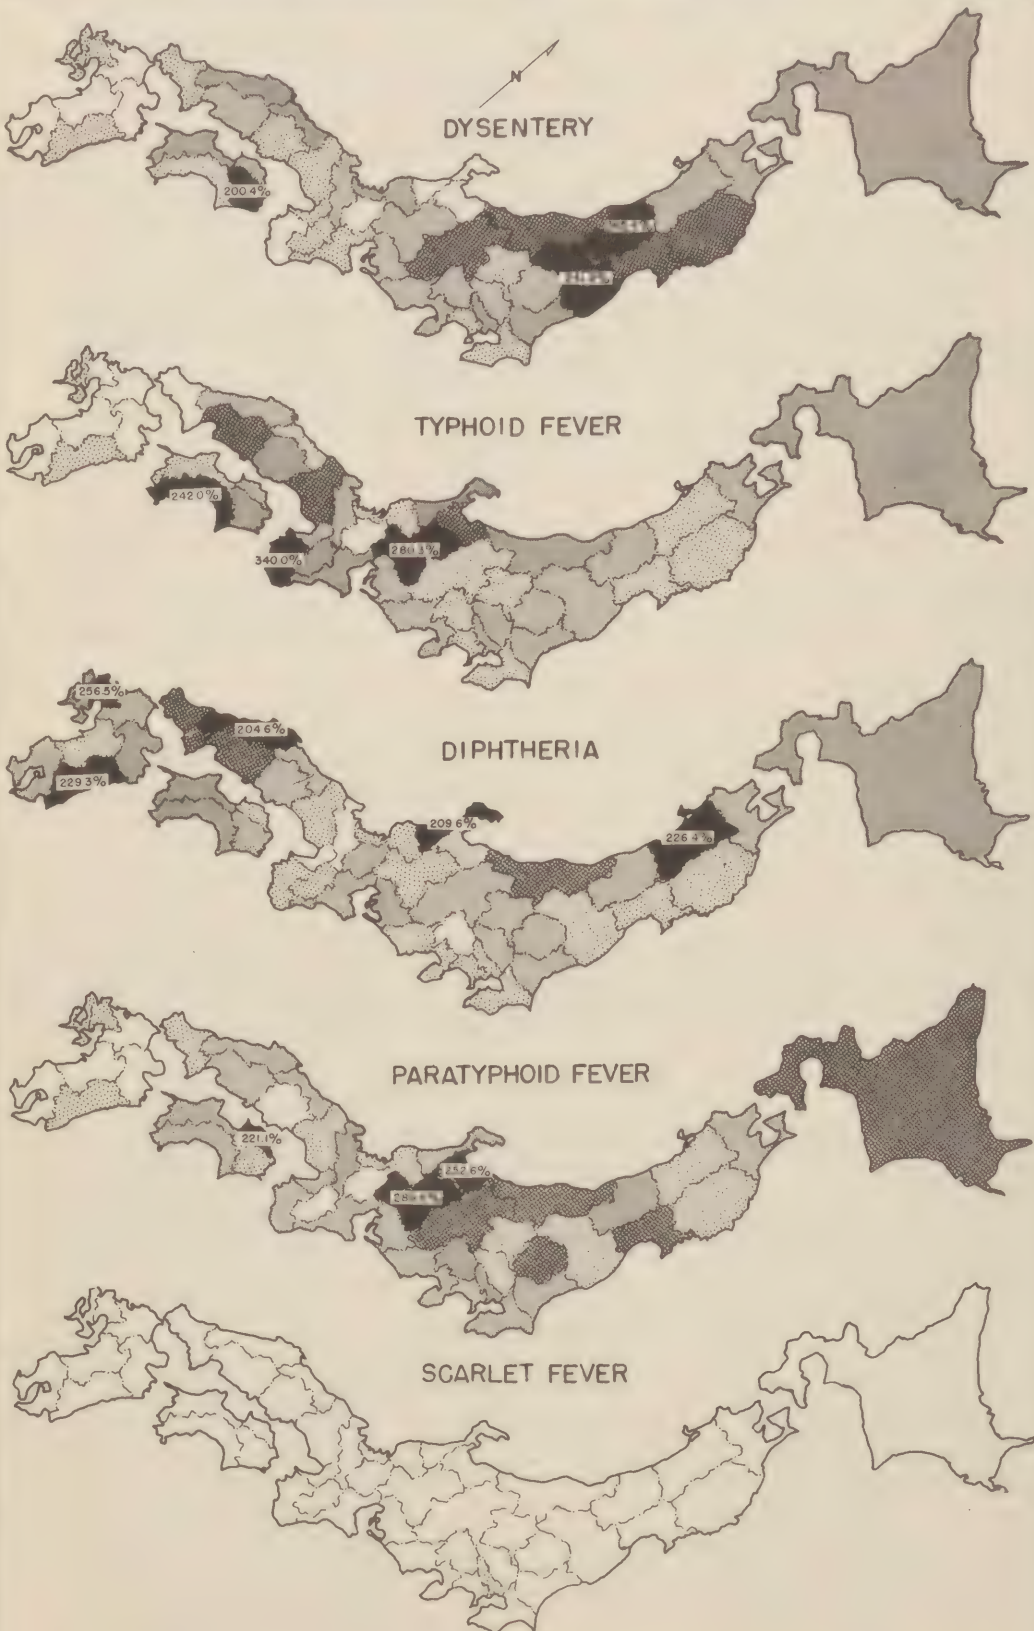 N
DYSENTERY
200.4%
TYPHOID FEVER
242.0%
340.0%
280.3%
256.5%
204.6%
DIPHTHERIA
229.3%
209.6%
226.4%
PARATYPHOID FEVER
221.1%
252.6%
SCARLET FEVER